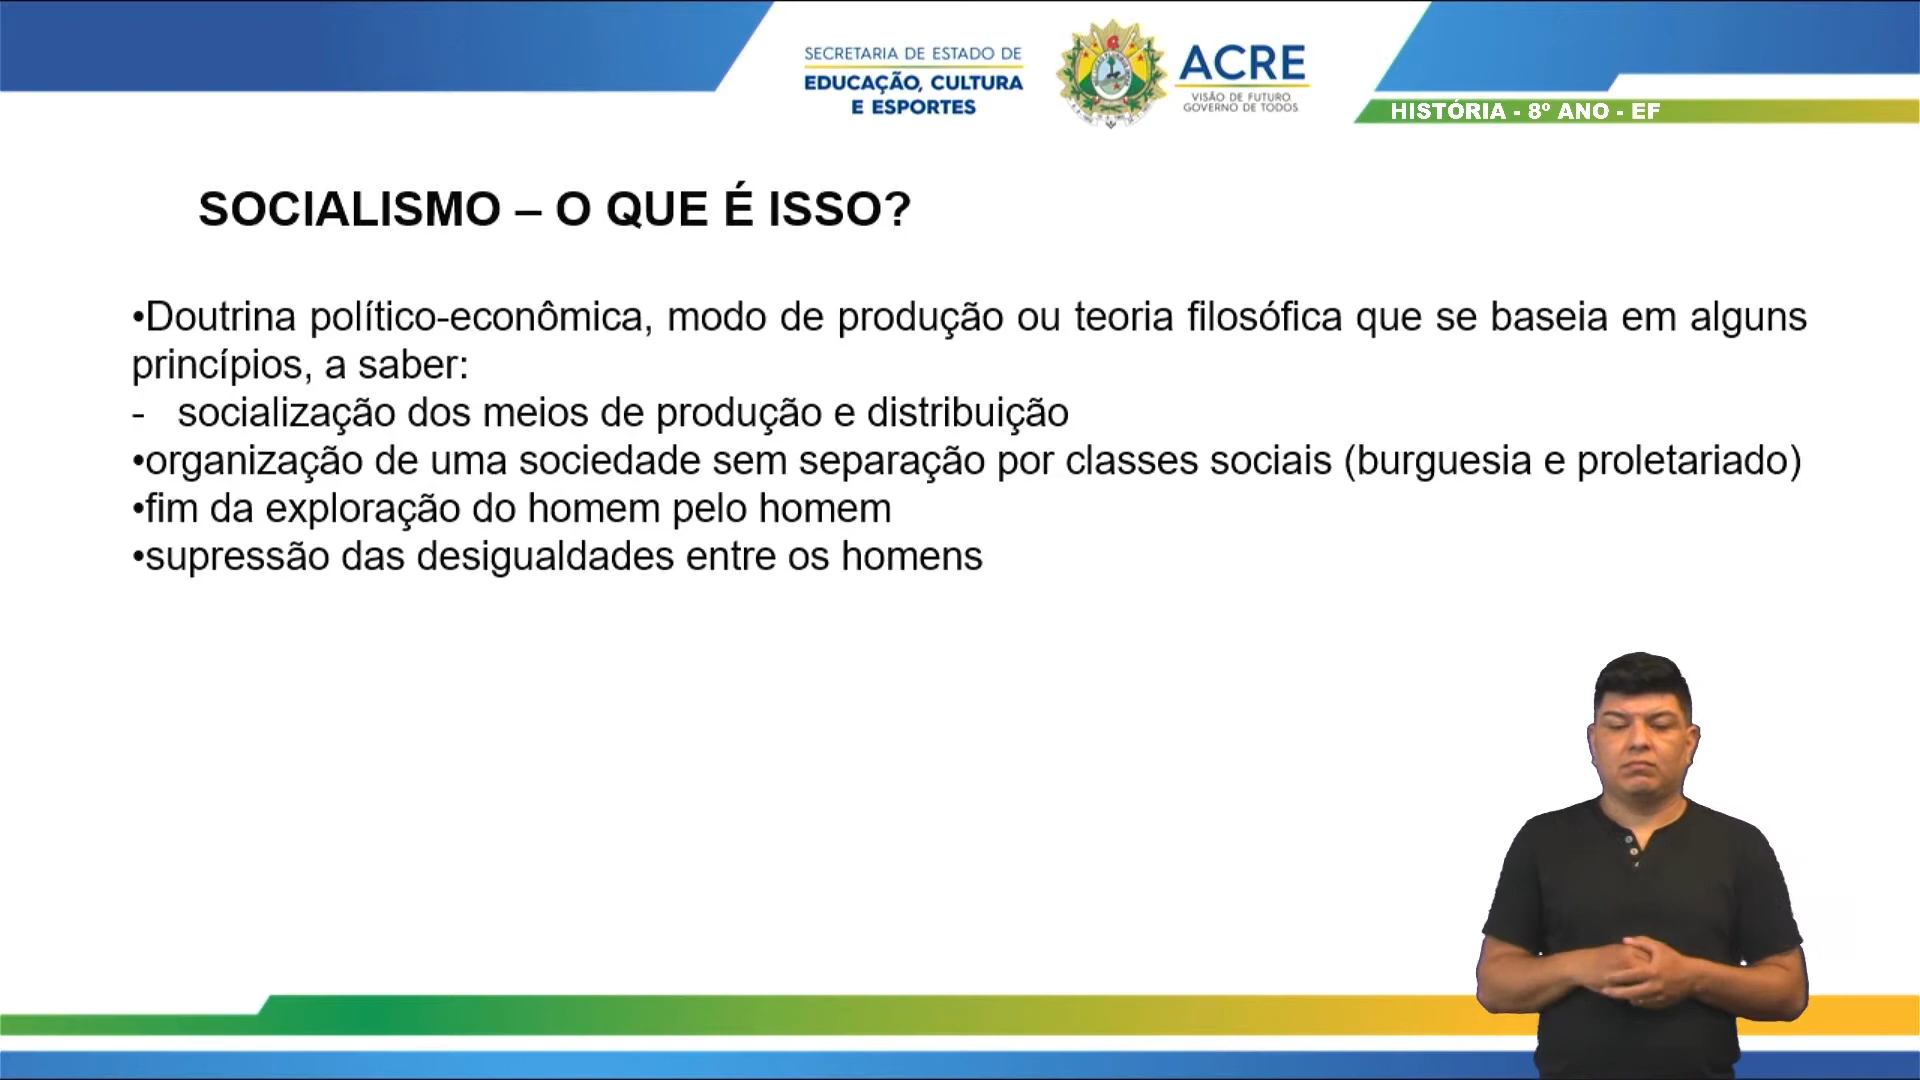 SECRETARIA DE ESTADO DE
EDUCAÇÃO, CULTURA
E ESPORTES
ACRE
VISÃO DE FUTURO
GOVERNO DE TODOS
HISTÓRIA - 8º ANO - EF
SOCIALISMO – O QUE É ISSO?
•Doutrina político-econômica, modo de produção ou teoria filosófica que se baseia em alguns
princípios, a saber:
- socialização dos meios de produção e distribuição
•organização de uma sociedade sem separação por classes sociais (burguesia e proletariado)
•fim da exploração do homem pelo homem
•supressão das desigualdades entre os homens